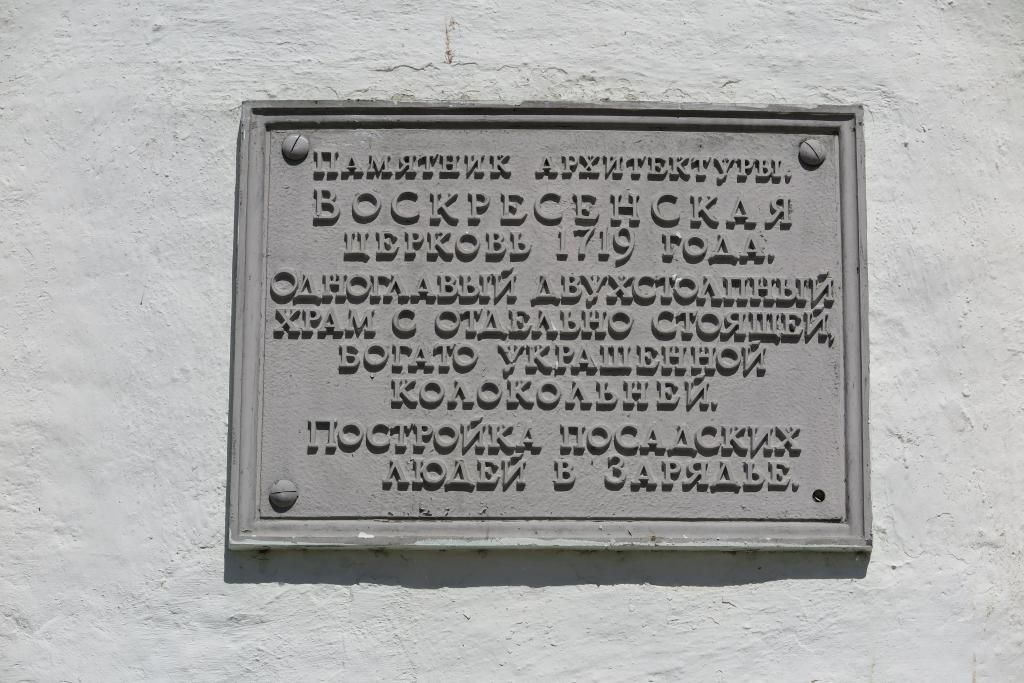 Памятник архитектуры.
Воскресенская
церковь 1719 года.
Одноглавый двухстолпный
храм с отдельно стоящей,
богато украшенной
колокольней.
Постройка посадских
людей в Зарядье.